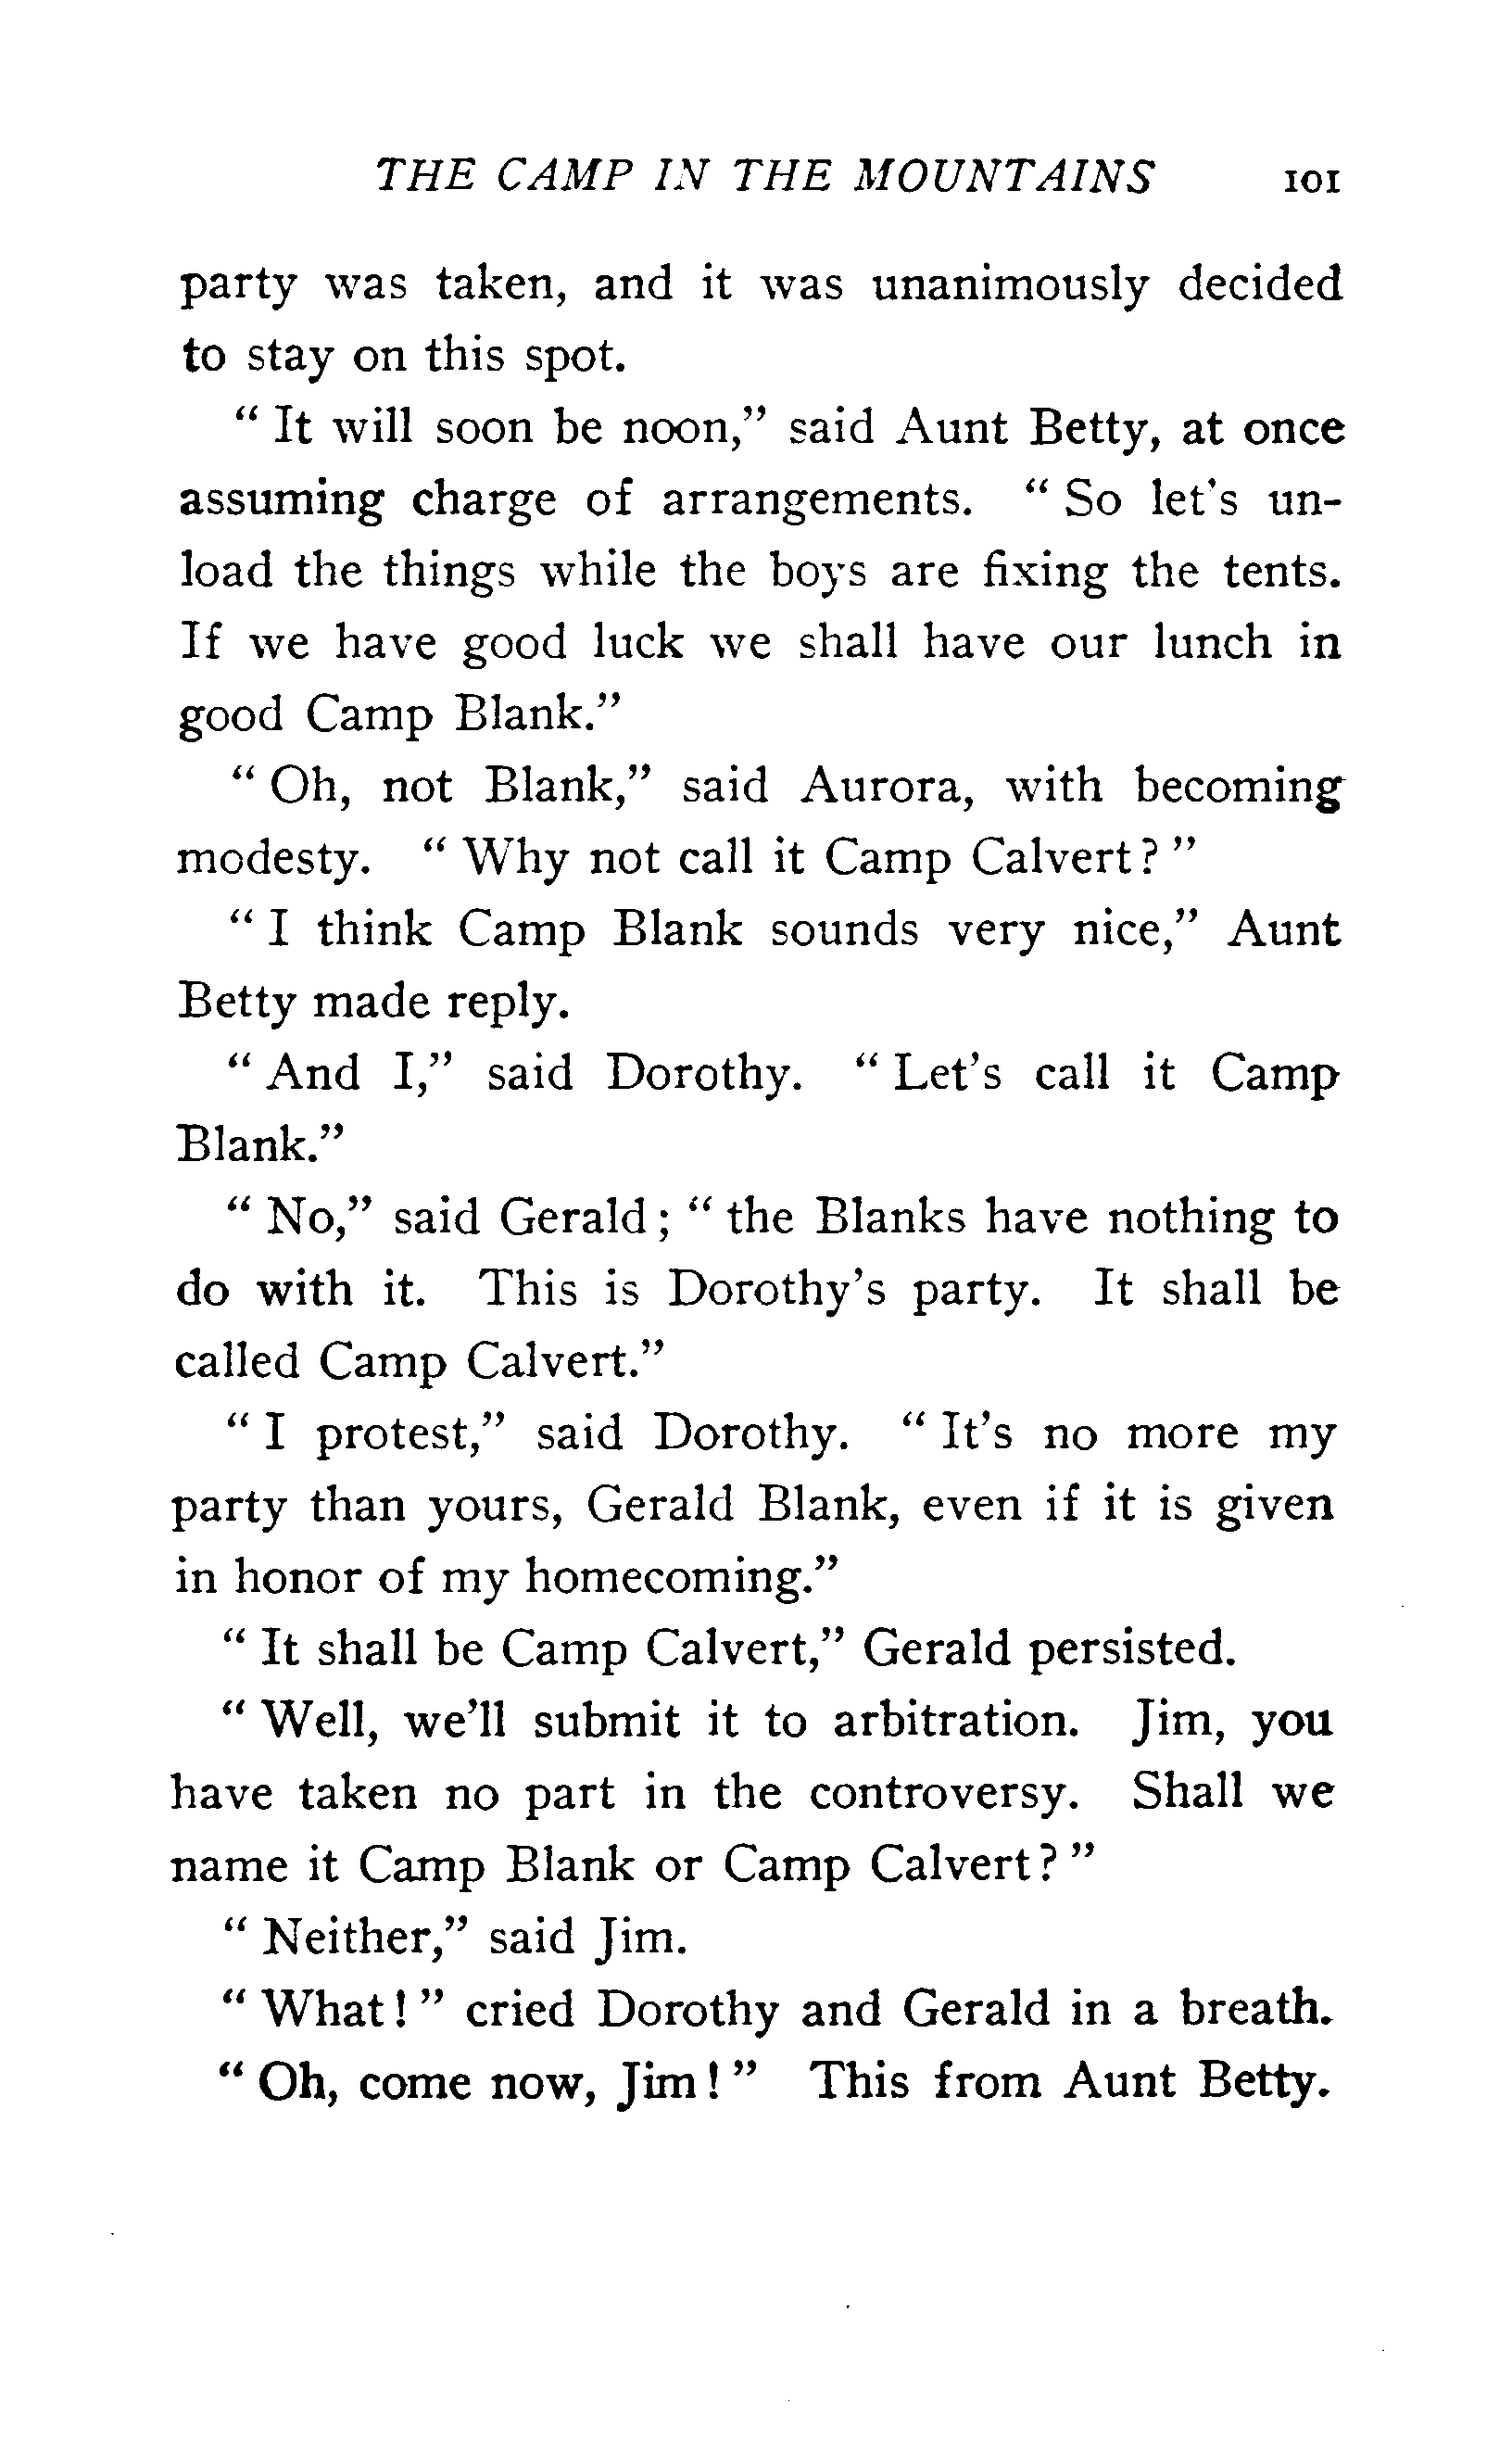 THE CAMP IN THE MOUNTAINS 101
party was taken, and it was unanimously decided
to stay on this spot.
" It will soon be noon," said Aunt Betty, at once
assuming charge of arrangements. " So let's un-
load the things while the boys are fixing the tents.
If we have good luck we shall have our lunch in
good Camp Blank."
" Oh, not Blank," said Aurora, with becoming
modesty. " Why not call it Camp Calvert? "
" I think Camp Blank sounds very nice," Aunt
Betty made reply.
" And I," said Dorothy. " Let's call it Camp
Blank."
" No," said Gerald; " the Blanks have nothing to
do with it. This is Dorothy's party. It shall be
called Camp Calvert."
" I protest," said Dorothy. " It's no more my
party than yours, Gerald Blank, even if it is given
in honor of my homecoming."
" It shall be Camp Calvert," Gerald persisted.
" Well, we'll submit it to arbitration. Jim, you
have taken no part in the controversy. Shall we
name it Camp Blank or Camp Calvert? "
" Neither," said Jim.
" What! " cried Dorothy and Gerald in a breath.
" Oh, come now, Jim! " This from Aunt Betty.